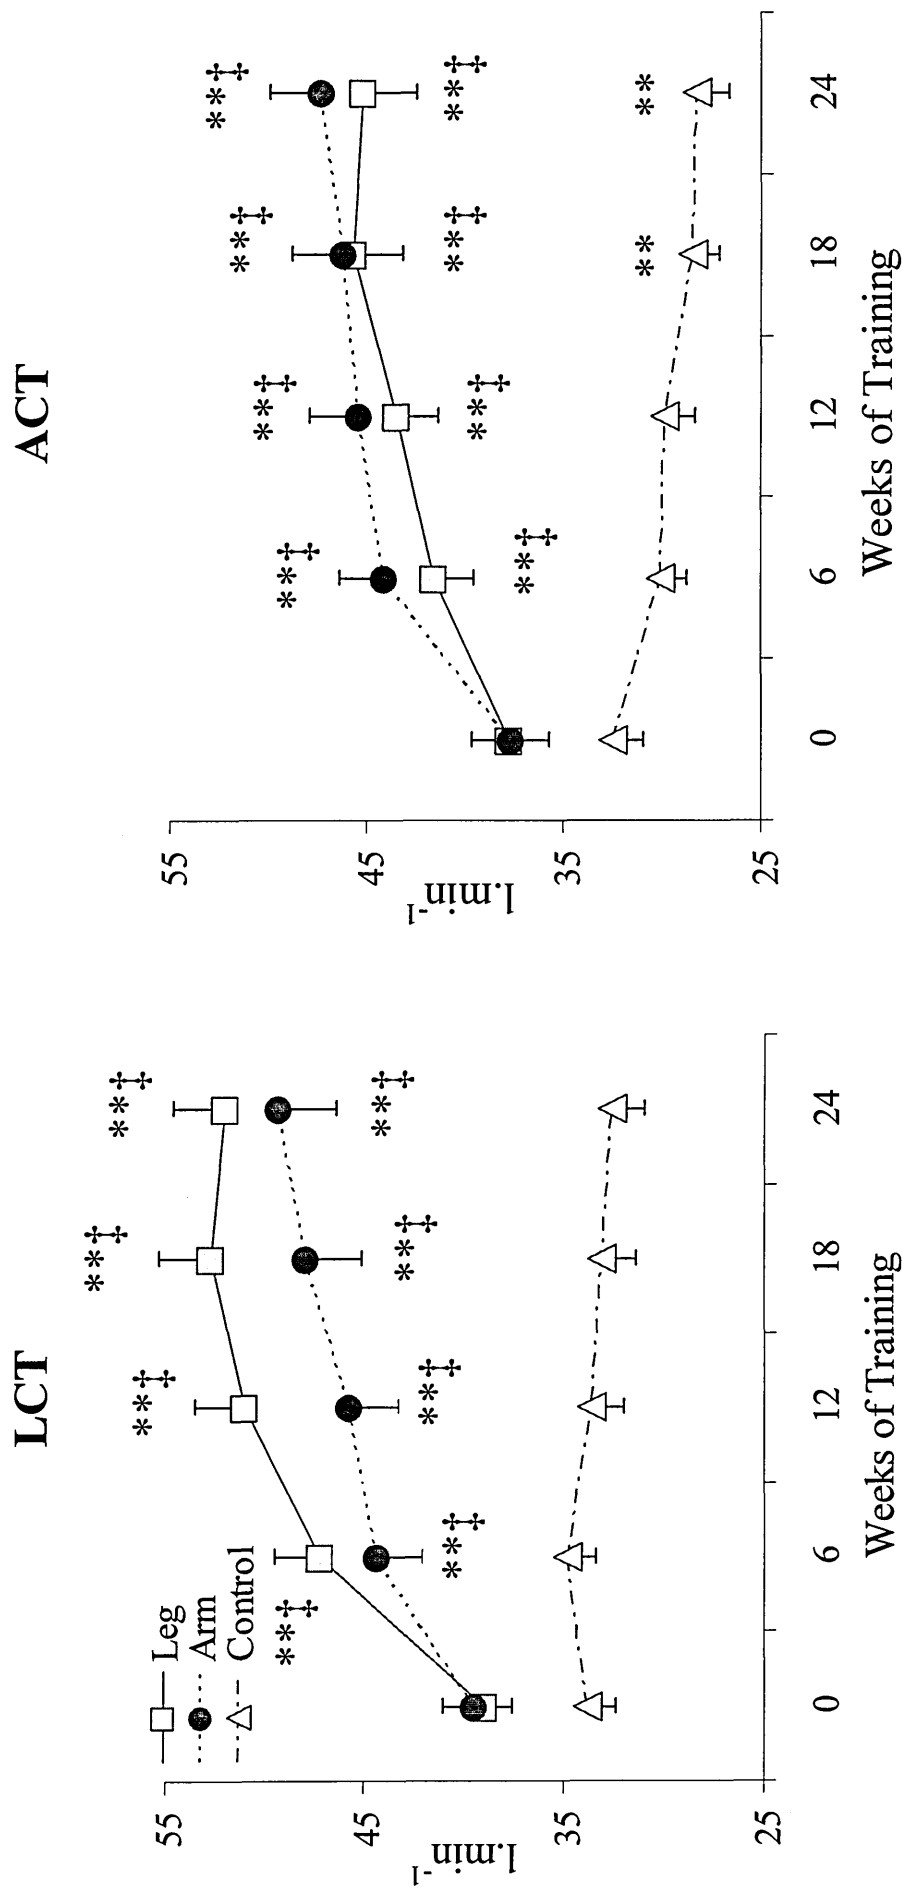 LCT
ACT
Leg
Arm
Control
55
45
35
25
l.min-1
**‡‡
**‡‡
**‡‡
**‡‡
**‡‡
**‡‡
**‡‡
**‡‡
0 6 12 18 24
Weeks of Training
55
45
35
25
l.min-1
**‡‡
**‡‡
**‡‡
**‡‡
**‡‡
**‡‡
**‡‡
**‡‡
**
**
0 6 12 18 24
Weeks of Training